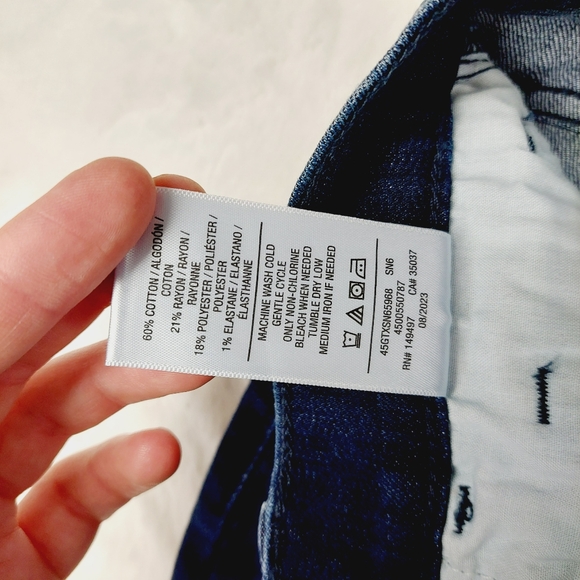 60% COTTON / ALGODÓN /
COTON
21% RAYON / RAYON /
RAYONNE
18% POLYESTER / POLIÉSTER /
POLYESTER
1% ELASTANE / ELASTANO /
ÉLASTHANNE
MACHINE WASH COLD
GENTLE CYCLE
ONLY NON-CHLORINE
BLEACH WHEN NEEDED
TUMBLE DRY LOW
MEDIUM IRON IF NEEDED
45GTXSN65968 SN6
4500550787
RN# 149497 CA# 35037
08/2023